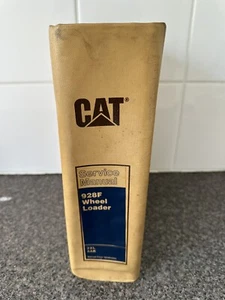 CAT
Service
Manual
928F
Wheel
Loader